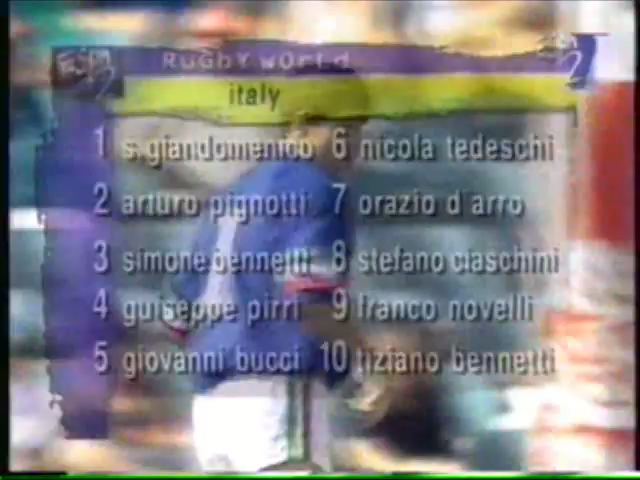 Rugby world
2
italy
1 s.giandomenico 6 nicola tedeschi
2 arturo pignotti 7 orazio d'arro
3 simone bennetti 8 stefano ciaschini
4 guiseppe pirri 9 franco novelli
5 giovanni bucci 10 tiziano bennetti